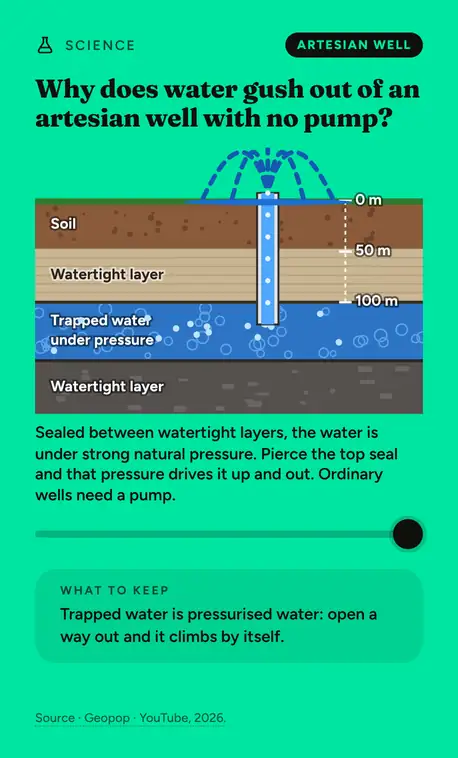 SCIENCE
ARTESIAN WELL
Why does water gush out of an
artesian well with no pump?
0 m
Soil
50 m
Watertight layer
100 m
Trapped water
under pressure
Watertight layer
Sealed between watertight layers, the water is
under strong natural pressure. Pierce the top seal
and that pressure drives it up and out. Ordinary
wells need a pump.
WHAT TO KEEP
Trapped water is pressurised water: open a
way out and it climbs by itself.
Source · Geopop · YouTube, 2026.